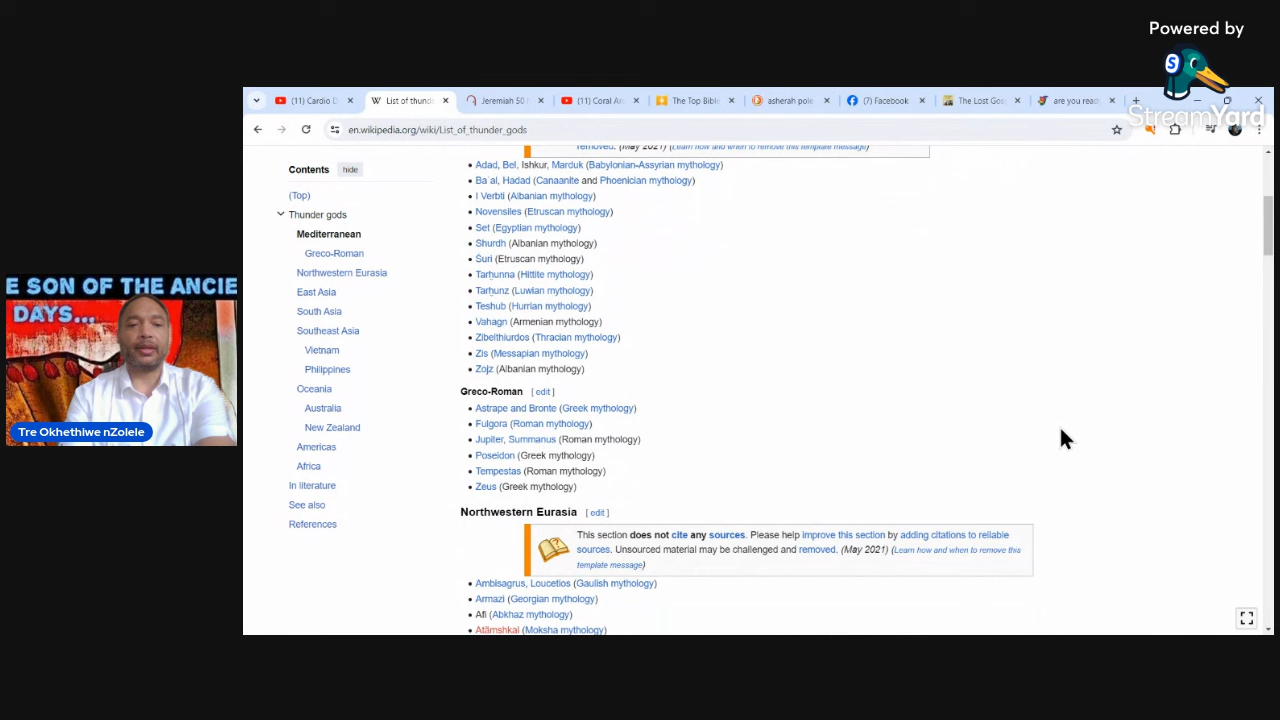 Powered by
S
StreamYard
(11) Cardio D
W List of thund
Jeremiah 50 N
(11) Coral An
The Top Bible
asherah pole
(7) Facebook
The Lost Gos
are you ready
en.wikipedia.org/wiki/List_of_thunder_gods
removed. (May 2021) (Learn how and when to remove this template message)
Contents hide
(Top)
Thunder gods
Mediterranean
Greco-Roman
Northwestern Eurasia
East Asia
South Asia
Southeast Asia
Vietnam
Philippines
Oceania
Australia
New Zealand
Americas
Africa
In literature
See also
References
• Adad, Bel, Ishkur, Marduk (Babylonian-Assyrian mythology)
• Baʿal, Hadad (Canaanite and Phoenician mythology)
• I Verbti (Albanian mythology)
• Novensiles (Etruscan mythology)
• Set (Egyptian mythology)
• Shurdh (Albanian mythology)
• Śuri (Etruscan mythology)
• Tarḫunna (Hittite mythology)
• Tarḫunz (Luwian mythology)
• Teshub (Hurrian mythology)
• Vahagn (Armenian mythology)
• Zibelthiurdos (Thracian mythology)
• Zis (Messapian mythology)
• Zojz (Albanian mythology)
Greco-Roman [ edit ]
• Astrape and Bronte (Greek mythology)
• Fulgora (Roman mythology)
• Jupiter, Summanus (Roman mythology)
• Poseidon (Greek mythology)
• Tempestas (Roman mythology)
• Zeus (Greek mythology)
Northwestern Eurasia [ edit ]
This section does not cite any sources. Please help improve this section by adding citations to reliable
sources. Unsourced material may be challenged and removed. (May 2021) (Learn how and when to remove this
template message)
• Ambisagrus, Loucetios (Gaulish mythology)
• Armazi (Georgian mythology)
• Afi (Abkhaz mythology)
• Atămshkal (Moksha mythology)
E SON OF THE ANCIE
DAYS...
Tre Okhethiwe nZolele